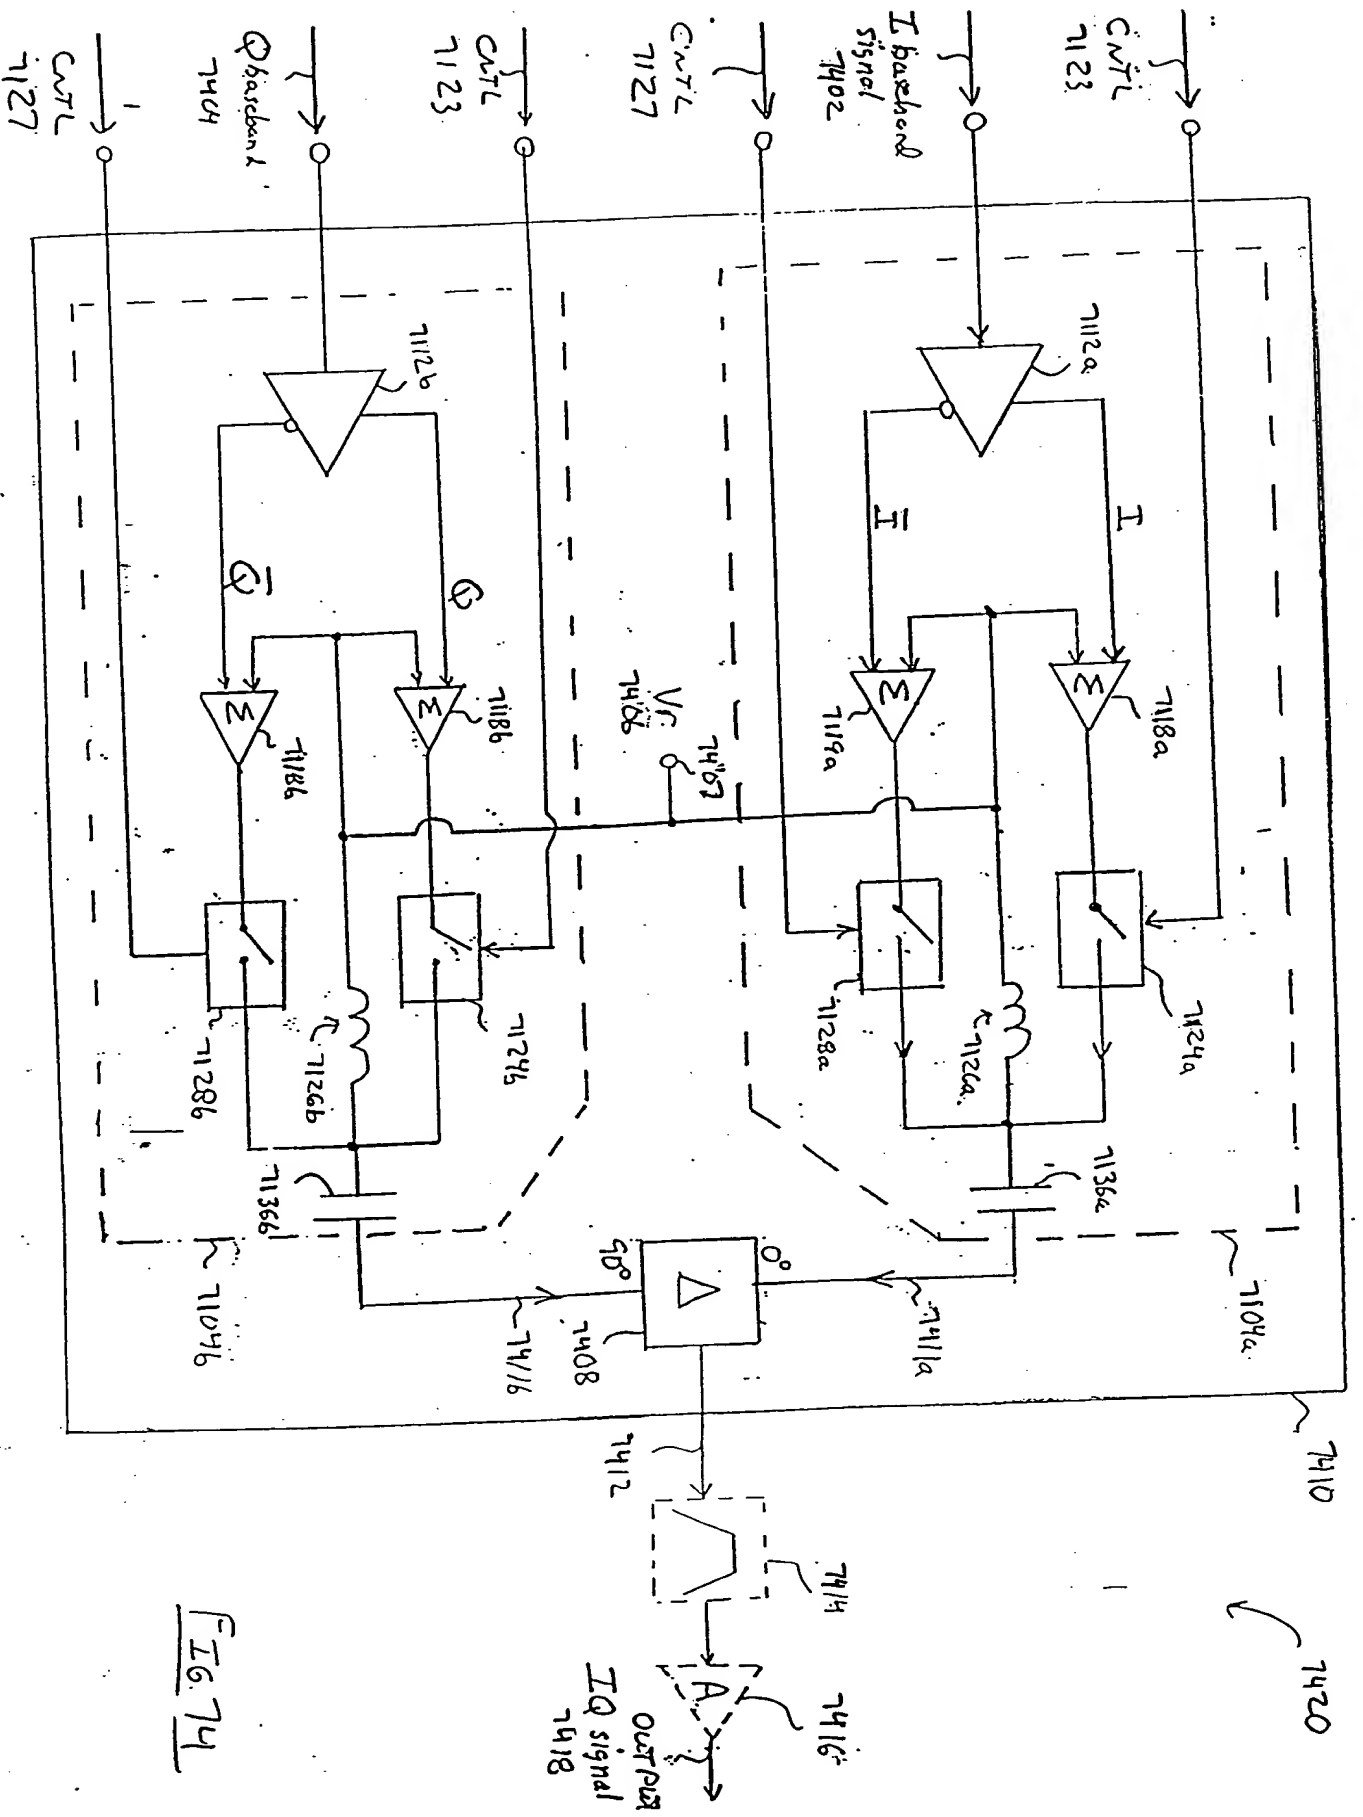 CNTL
7123
I baseband
signal
7402
CNTL
7127
CNTL
7123
Q baseband
7404
CNTL
7127
7112a
I
I̅
7118a
Σ
7119a
Σ
7124a
7128a
7126a
7136a
7104a
7411a
0°
Vr
7406
7407
7112b
Q
Q̅
7118b
Σ
7118b
Σ
7124b
7126b
7128b
7136b
7104b
7411b
90°
7408
7410
7412
7414
7416
A
OUTPUT
IQ signal
7418
7420
FIG. 74